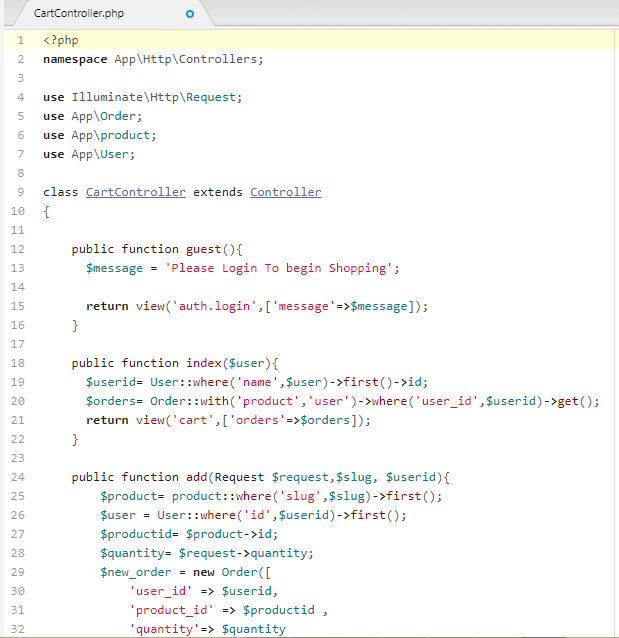 CartController.php
1 <?php
2 namespace App\Http\Controllers;
3
4 use Illuminate\Http\Request;
5 use App\Order;
6 use App\product;
7 use App\User;
8
9 class CartController extends Controller
10 {
11
12 public function guest(){
13 $message = 'Please Login To begin Shopping';
14
15 return view('auth.login',['message'=>$message]);
16 }
17
18 public function index($user){
19 $userid= User::where('name',$user)->first()->id;
20 $orders= Order::with('product','user')->where('user_id',$userid)->get();
21 return view('cart',['orders'=>$orders]);
22 }
23
24 public function add(Request $request,$slug, $userid){
25 $product= product::where('slug',$slug)->first();
26 $user = User::where('id',$userid)->first();
27 $productid= $product->id;
28 $quantity= $request->quantity;
29 $new_order = new Order([
30 'user_id' => $userid,
31 'product_id' => $productid ,
32 'quantity'=> $quantity